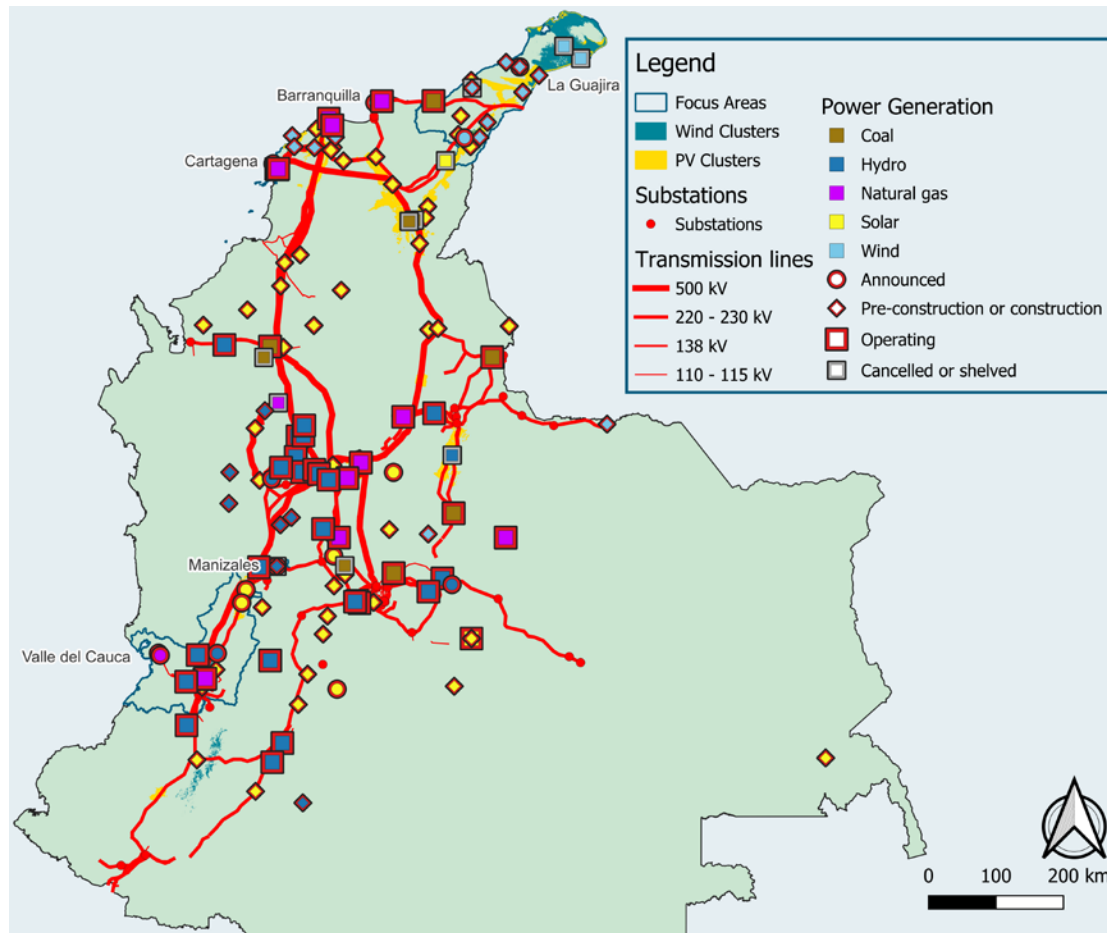 Barranquilla
La Guajira
Cartagena
Manizales
Valle del Cauca
Legend
Focus Areas
Wind Clusters
PV Clusters
Substations
Substations
Transmission lines
500 kV
220 - 230 kV
138 kV
110 - 115 kV
Power Generation
Coal
Hydro
Natural gas
Solar
Wind
Announced
Pre-construction or construction
Operating
Cancelled or shelved
0 100 200 km